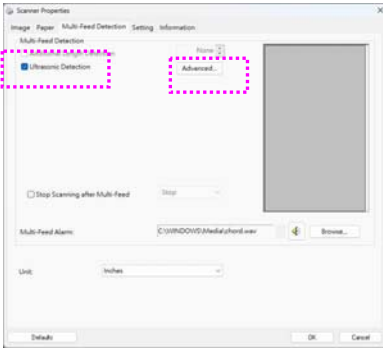 Scanner Properties
Image Paper Multi-Feed Detection Setting Information
Multi-Feed Detection
None
Ultrasonic Detection Advanced...
Stop Scanning after Multi-Feed Stop
Multi-Feed Alarm: C:\WINDOWS\Media\chord.wav Browse...
Unit: Inches
Defaults OK Cancel